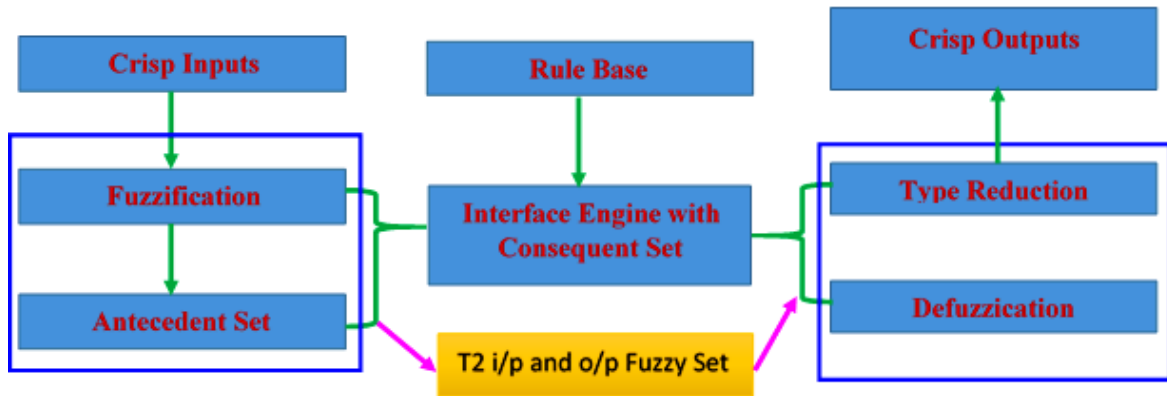 Crisp Inputs
Rule Base
Crisp Outputs
Fuzzification
Interface Engine with
Consequent Set
Type Reduction
Antecedent Set
Defuzzication
T2 i/p and o/p Fuzzy Set